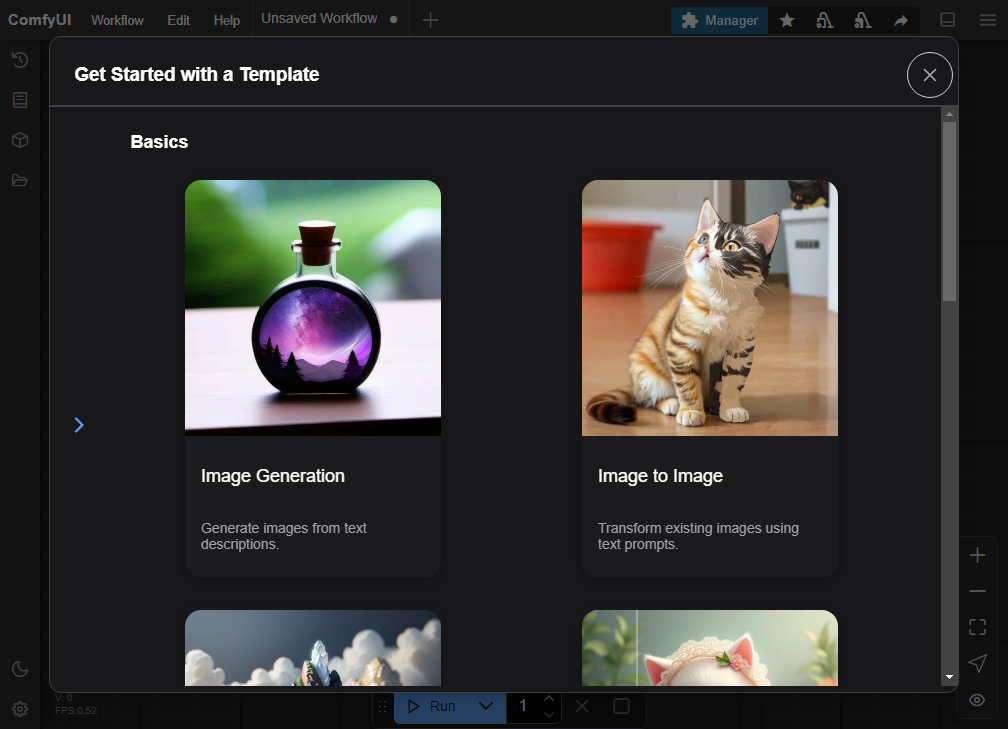 ComfyUI Workflow Edit Help Unsaved Workflow Manager
Get Started with a Template
Basics
Image Generation
Generate images from text
descriptions.
Image to Image
Transform existing images using
text prompts.
V: 0
FPS:0.52
Run 1